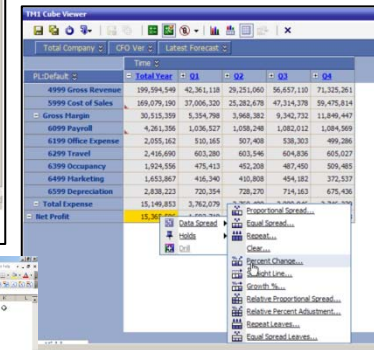 TM1 Cube Viewer
Total Company CFO Ver Latest Forecast
Time
PL:Default - Total Year + Q1 + Q2 + Q3 + Q4
4999 Gross Revenue 199,594,549 42,361,118 29,251,060 56,657,110 71,325,261
5999 Cost of Sales 169,079,190 37,006,320 25,282,678 47,314,378 59,475,814
- Gross Margin 30,515,359 5,354,798 3,968,382 9,342,732 11,849,447
6099 Payroll 4,261,356 1,036,527 1,058,248 1,082,012 1,084,569
6199 Office Expense 2,055,162 510,165 507,408 538,303 499,286
6299 Travel 2,416,690 603,280 603,546 604,836 605,027
6399 Occupancy 1,924,556 475,413 452,208 487,450 509,485
6499 Marketing 1,653,867 416,340 410,808 454,182 372,537
6599 Depreciation 2,838,223 720,354 728,270 714,163 675,436
- Total Expense 15,149,853 3,762,079
- Net Profit
Data Spread
Holds
Drill
Proportional Spread...
Equal Spread...
Repeat...
Clear...
Percent Change...
Straight Line...
Growth %...
Relative Proportional Spread...
Relative Percent Adjustment...
Repeat Leaves...
Equal Spread Leaves...